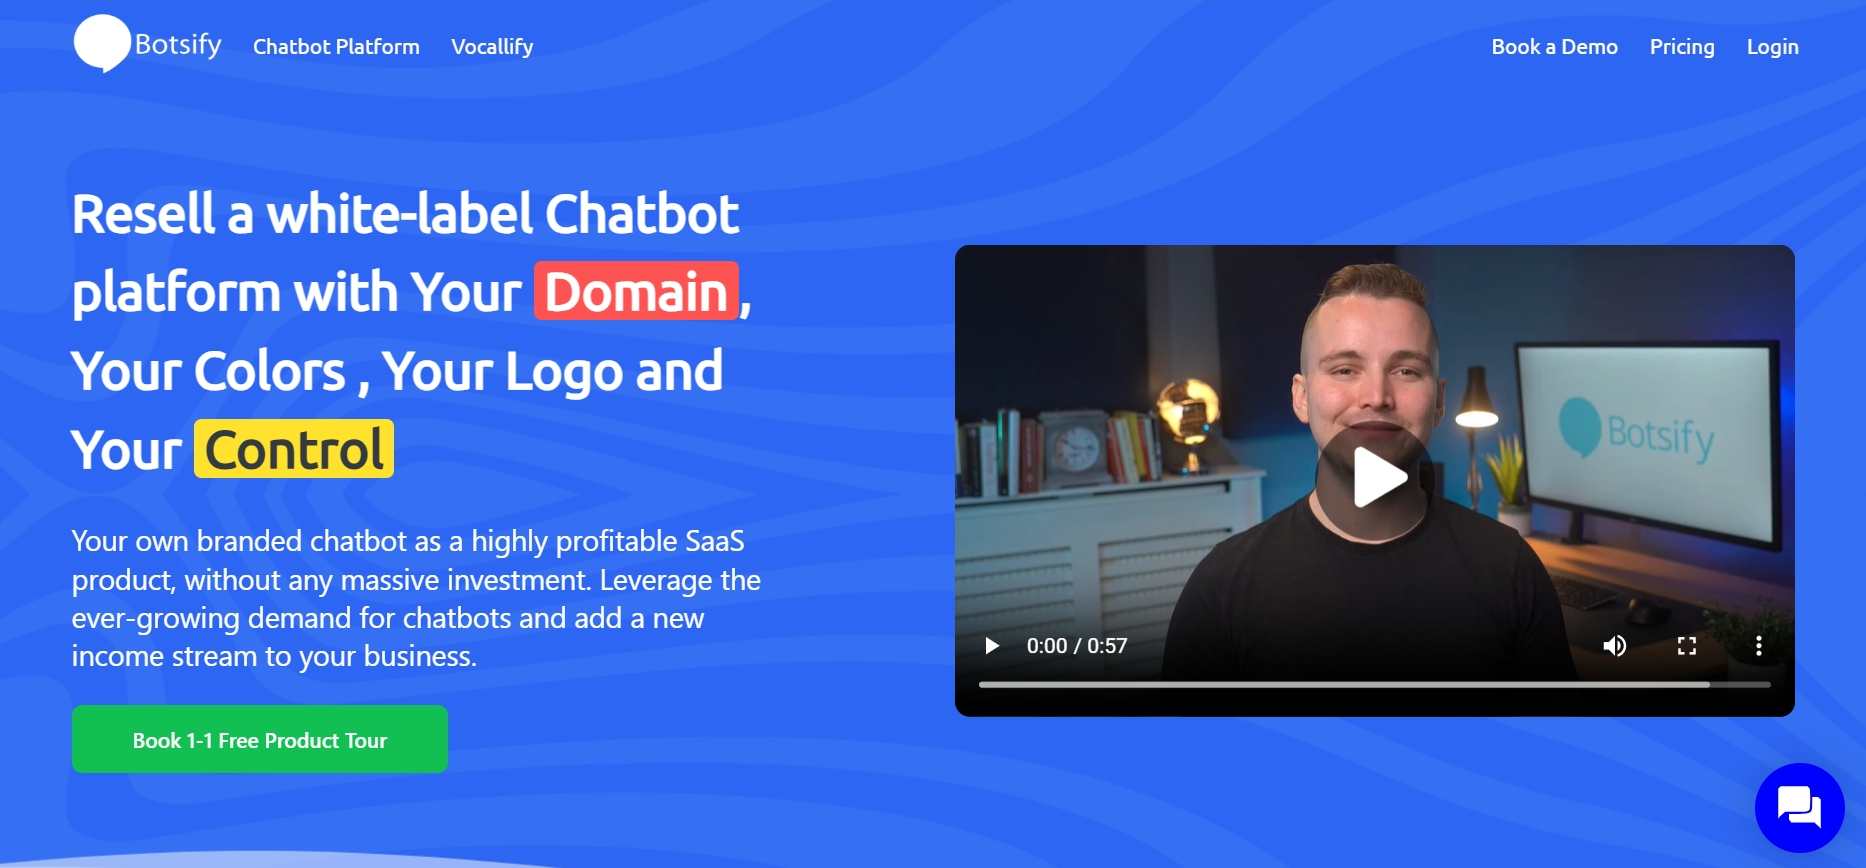 Botsify
Chatbot Platform
Vocallify
Book a Demo
Pricing
Login
Resell a white-label Chatbot
platform with Your Domain,
Your Colors , Your Logo and
Your Control
Your own branded chatbot as a highly profitable SaaS
product, without any massive investment. Leverage the
ever-growing demand for chatbots and add a new
income stream to your business.
Book 1-1 Free Product Tour
Botsify
0:00 / 0:57